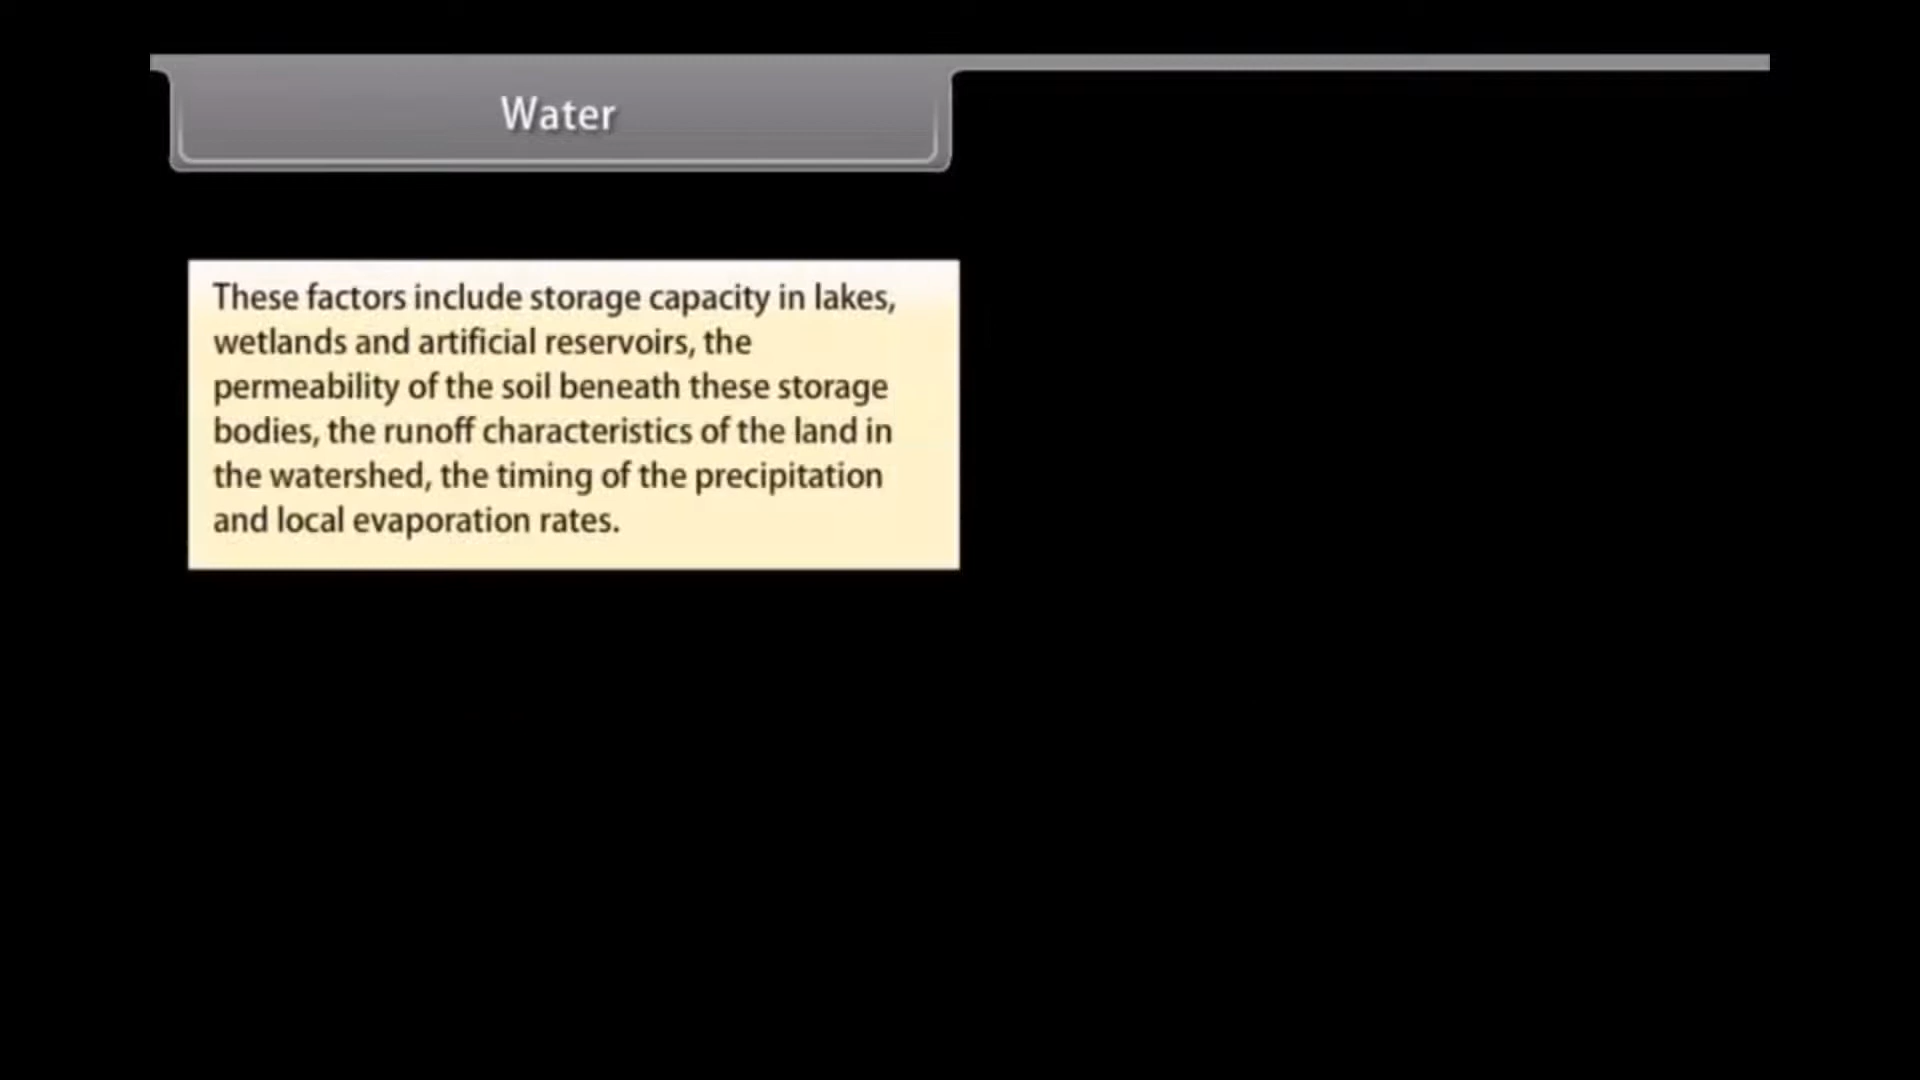 Water
These factors include storage capacity in lakes,
wetlands and artificial reservoirs, the
permeability of the soil beneath these storage
bodies, the runoff characteristics of the land in
the watershed, the timing of the precipitation
and local evaporation rates.